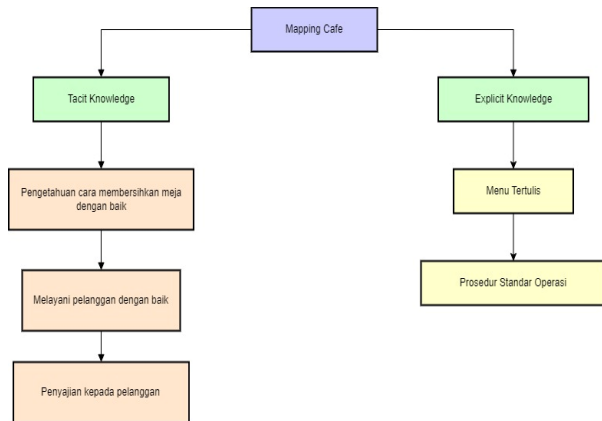 Mapping Cafe
Tacit Knowledge
Explicit Knowledge
Pengetahuan cara membersihkan meja
dengan baik
Menu Tertulis
Melayani pelanggan dengan baik
Prosedur Standar Operasi
Penyajian kepada pelanggan